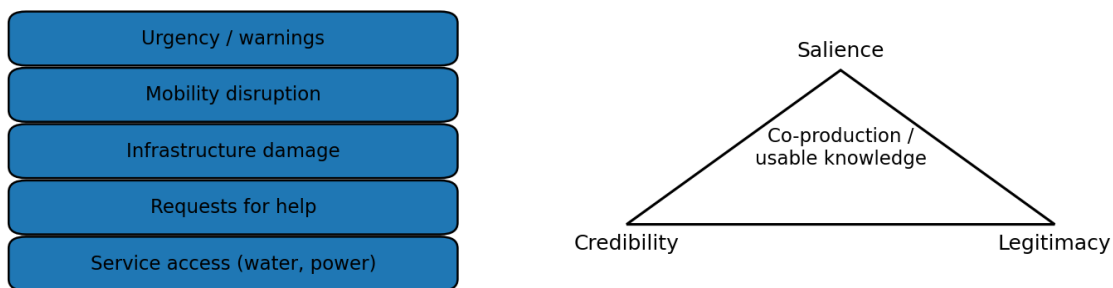 Urgency / warnings
Mobility disruption
Infrastructure damage
Requests for help
Service access (water, power)
Salience
Co-production /
usable knowledge
Credibility
Legitimacy